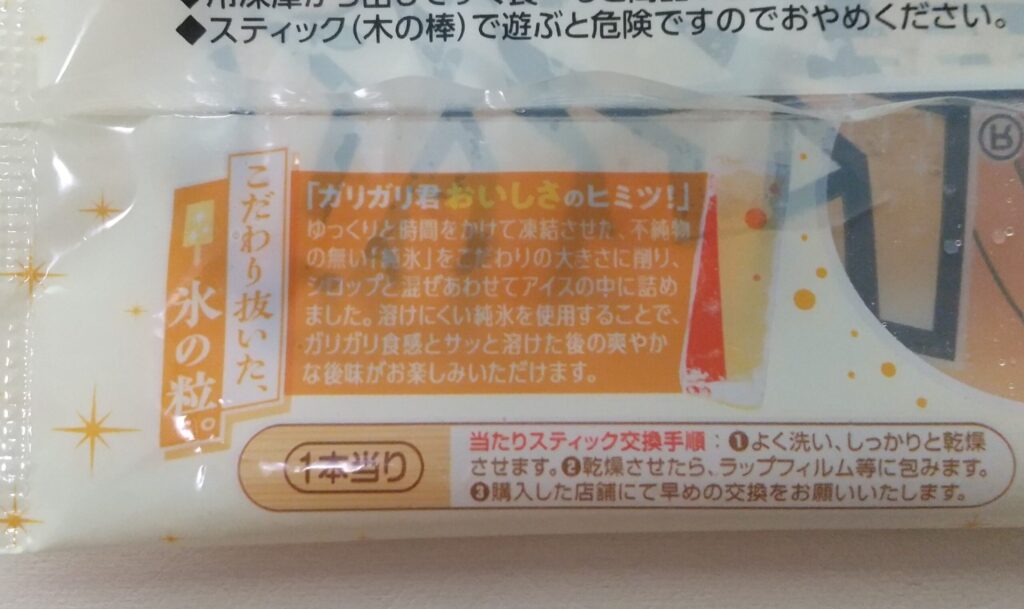 ◆冷凍庫から出してすぐ食
◆スティック(木の棒)で遊ぶと危険ですのでおやめください。
®
こだわり抜いた、
氷の粒。
「ガリガリ君おいしさのヒミツ!」
ゆっくりと時間をかけて凍結させた、不純物
の無い「純氷」をこだわりの大きさに削り、
シロップと混ぜあわせてアイスの中に詰め
ました。溶けにくい純氷を使用することで、
ガリガリ食感とサッと溶けた後の爽やか
な後味がお楽しみいただけます。
1本当り
当たりスティック交換手順:❶よく洗い、しっかりと乾燥
させます。❷乾燥させたら、ラップフィルム等に包みます。
❸購入した店舗にて早めの交換をお願いいたします。